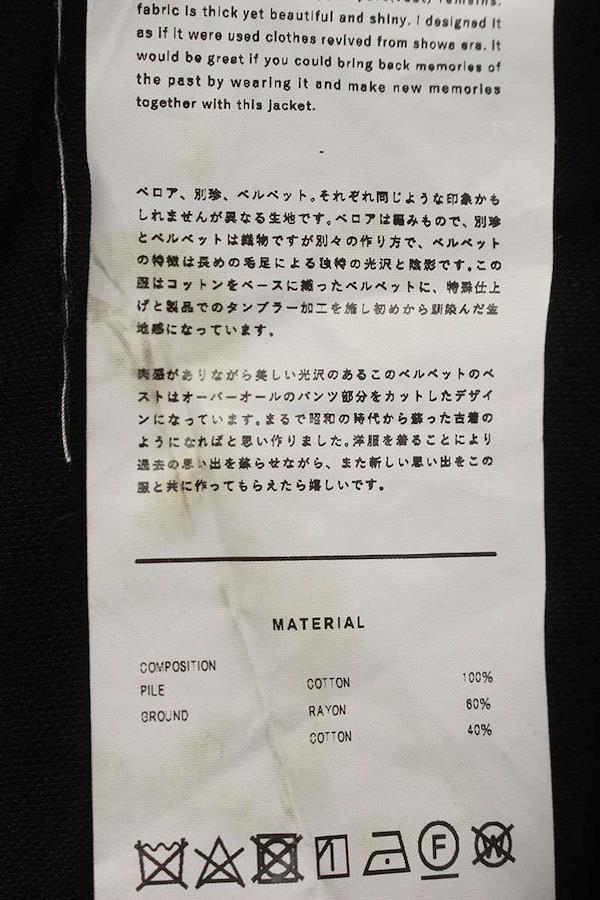 remains.
fabric is thick yet beautiful and shiny. I designed it
as if it were used clothes revived from showa era. It
would be great if you could bring back memories of
the past by wearing it and make new memories
together with this jacket.
-
ベロア、別珍、ベルベット。それぞれ同じような印象かも
しれませんが異なる生地です。ベロアは編みもので、別珍
とベルベットは織物ですが別々の作り方で、ベルベット
の特徴は長めの毛足による独特の光沢と陰影です。この
服はコットンをベースに織ったベルベットに、特殊仕上
げと製品でのタンブラー加工を施し初めから馴染んだ生
地感になっています。
肉感がありながら美しい光沢のあるこのベルベットのベ
ストはオーバーオールのパンツ部分をカットしたデザイ
ンになっています。まるで昭和の時代から蘇った古着の
ようになればと思い作りました。洋服を着ることにより
過去の思い出を蘇らせながら、また新しい思い出をこの
服と共に作ってもらえたら嬉しいです。
MATERIAL
COMPOSITION
PILE COTTON 100%
GROUND RAYON 60%
COTTON 40%
F W